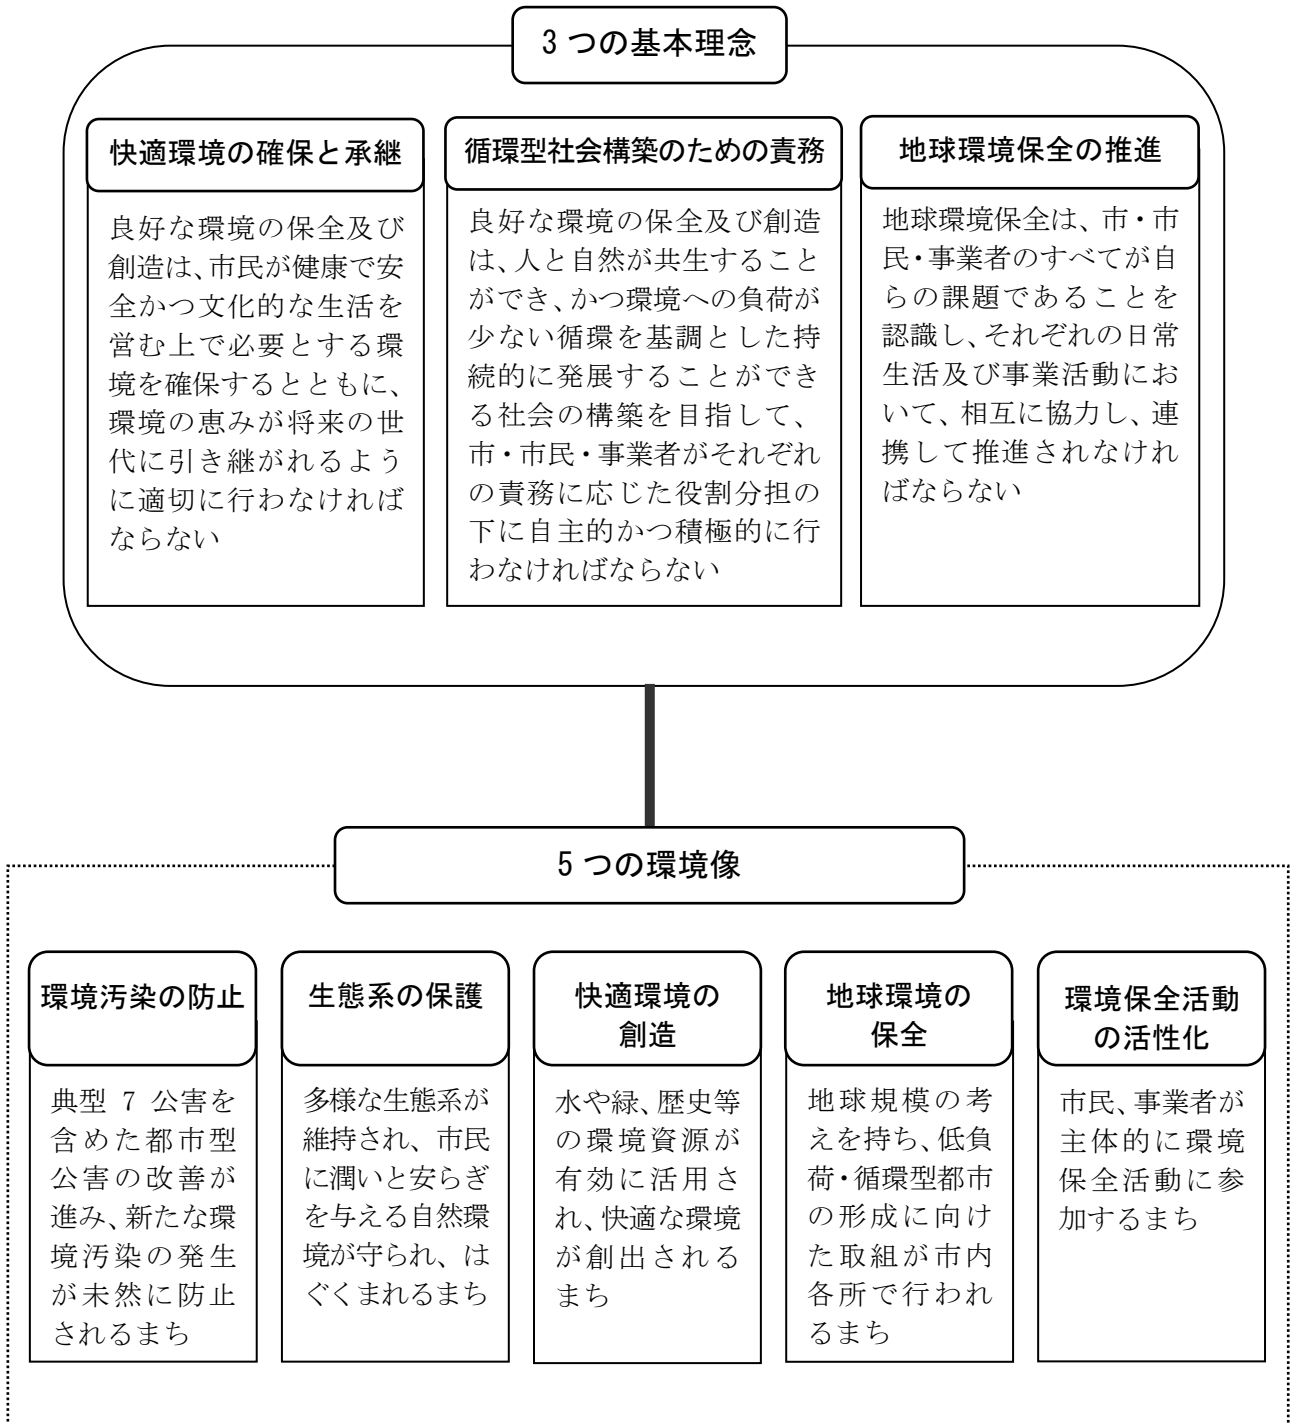 3 つの基本理念
快適環境の確保と承継
良好な環境の保全及び
創造は、市民が健康で安
全かつ文化的な生活を
営む上で必要とする環
境を確保するとともに、
環境の恵みが将来の世
代に引き継がれるよう
に適切に行わなければ
ならない
循環型社会構築のための責務
良好な環境の保全及び創造
は、人と自然が共生すること
ができ、かつ環境への負荷が
少ない循環を基調とした持
続的に発展することができ
る社会の構築を目指して、
市・市民・事業者がそれぞれ
の責務に応じた役割分担の
下に自主的かつ積極的に行
わなければならない
地球環境保全の推進
地球環境保全は、市・市
民・事業者のすべてが自
らの課題であることを
認識し、それぞれの日常
生活及び事業活動にお
いて、相互に協力し、連
携して推進されなけれ
ばならない
5 つの環境像
環境汚染の防止
典型 7 公害を
含めた都市型
公害の改善が
進み、新たな環
境汚染の発生
が未然に防止
されるまち
生態系の保護
多様な生態系が
維持され、市民
に潤いと安らぎ
を与える自然環
境が守られ、は
ぐくまれるまち
快適環境の
創造
水や緑、歴史等
の環境資源が
有効に活用さ
れ、快適な環境
が創出される
まち
地球環境の
保全
地球規模の考
えを持ち、低負
荷・循環型都市
の形成に向け
た取組が市内
各所で行われ
るまち
環境保全活動
の活性化
市民、事業者が
主体的に環境
保全活動に参
加するまち